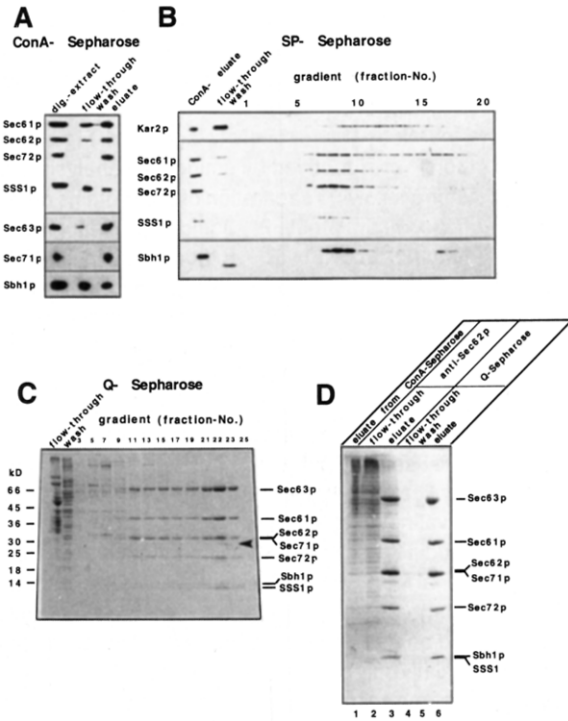 A
ConA- Sepharose
dig.-extract
flow-through
wash
eluate
Sec61p
Sec62p
Sec72p
SSS1p
Sec63p
Sec71p
Sbh1p
B
SP- Sepharose
ConA- eluate
flow-through
wash
gradient (fraction-No.)
1 5 10 15 20
Kar2p
Sec61p
Sec62p
Sec72p
SSS1p
Sbh1p
C
Q- Sepharose
flow-through
wash
gradient (fraction-No.)
5 7 9 11 13 15 17 19 21 22 23 25
kD
66
45
36
30
25
18
14
Sec63p
Sec61p
Sec62p
Sec71p
Sec72p
Sbh1p
SSS1p
D
eluate from ConA-Sepharose
anti-Sec62p
Q-Sepharose
flow-through
eluate
flow-through
wash
eluate
Sec63p
Sec61p
Sec62p
Sec71p
Sec72p
Sbh1p
SSS1
1 2 3 4 5 6